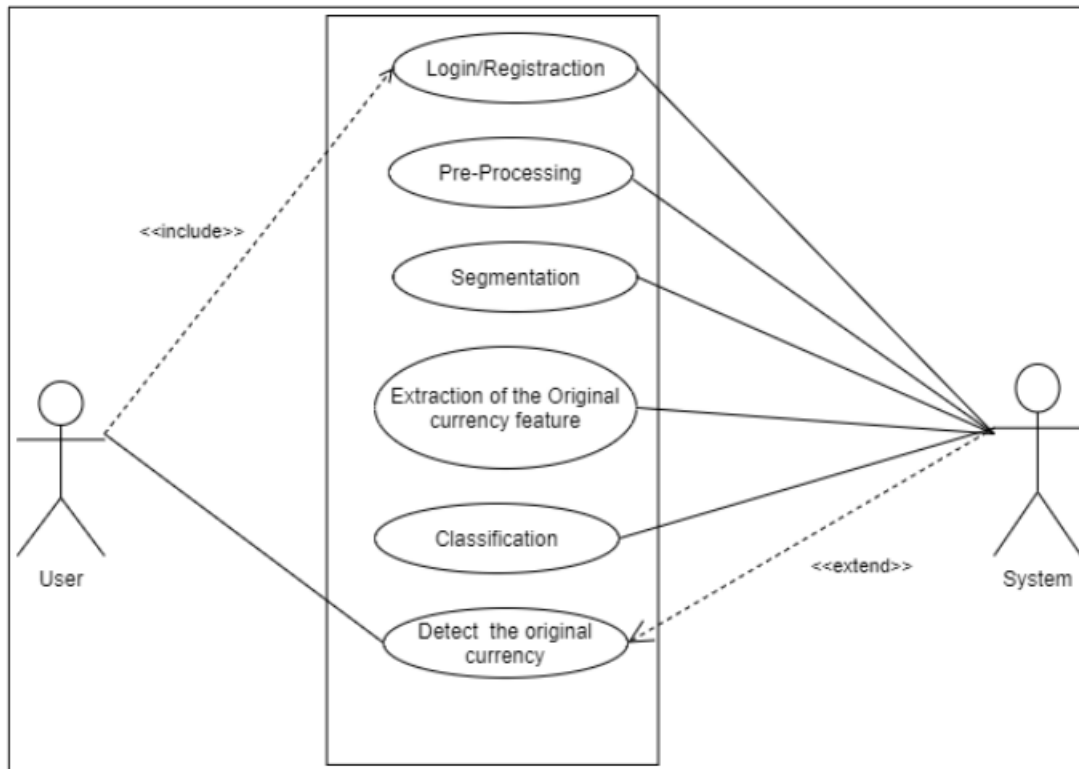 Login/Registraction
Pre-Processing
<<include>>
Segmentation
Extraction of the Original
currency feature
Classification
<<extend>>
User
System
Detect the original
currency